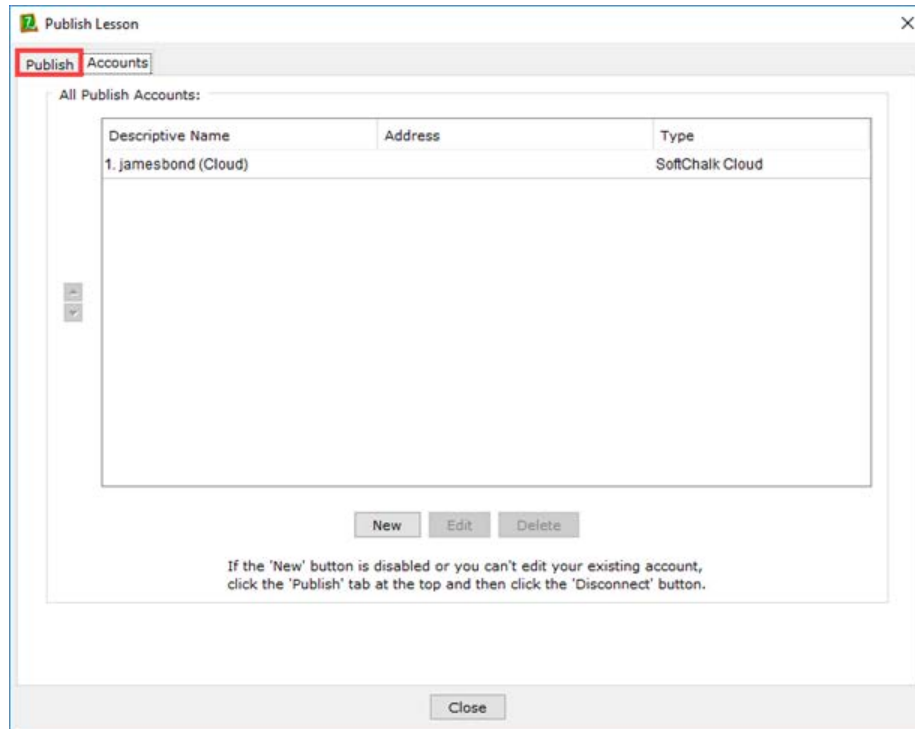 Publish Lesson
Publish Accounts
All Publish Accounts:
Descriptive Name Address Type
1. jamesbond (Cloud) SoftChalk Cloud
New Edit Delete
If the 'New' button is disabled or you can't edit your existing account,
click the 'Publish' tab at the top and then click the 'Disconnect' button.
Close